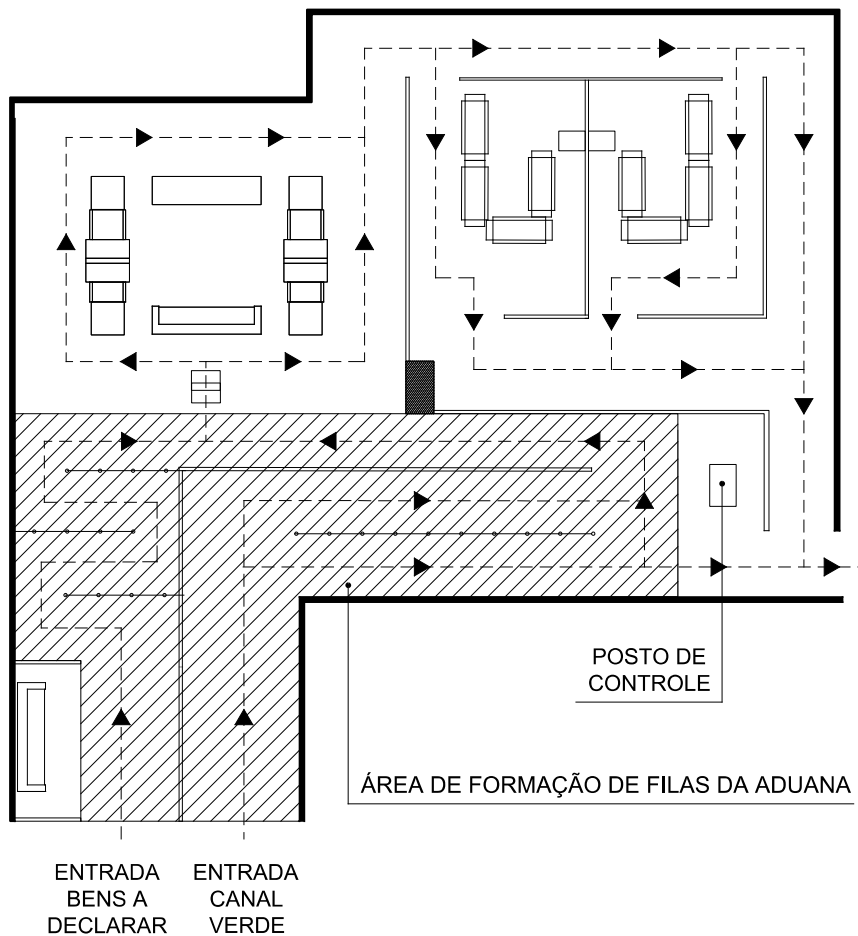 POSTO DE
CONTROLE
ÁREA DE FORMAÇÃO DE FILAS DA ADUANA
ENTRADA
BENS A
DECLARAR
ENTRADA
CANAL
VERDE